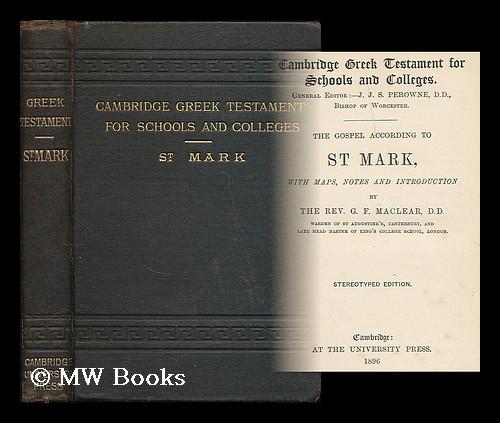 GREEK
TESTAMENT
ST MARK
CAMBRIDGE
UNIVERSITY
PRESS
CAMBRIDGE GREEK TESTAMENT
FOR SCHOOLS AND COLLEGES
ST MARK
Cambridge Greek Testament for
Schools and Colleges.
GENERAL EDITOR:—J. J. S. PEROWNE, D.D.,
BISHOP OF WORCESTER.
THE GOSPEL ACCORDING TO
ST MARK,
WITH MAPS, NOTES AND INTRODUCTION
BY
THE REV. G. F. MACLEAR, D.D.
WARDEN OF ST AUGUSTINE'S, CANTERBURY, AND
LATE HEAD MASTER OF KING'S COLLEGE SCHOOL, LONDON.
STEREOTYPED EDITION.
Cambridge:
AT THE UNIVERSITY PRESS.
1896
© MW Books